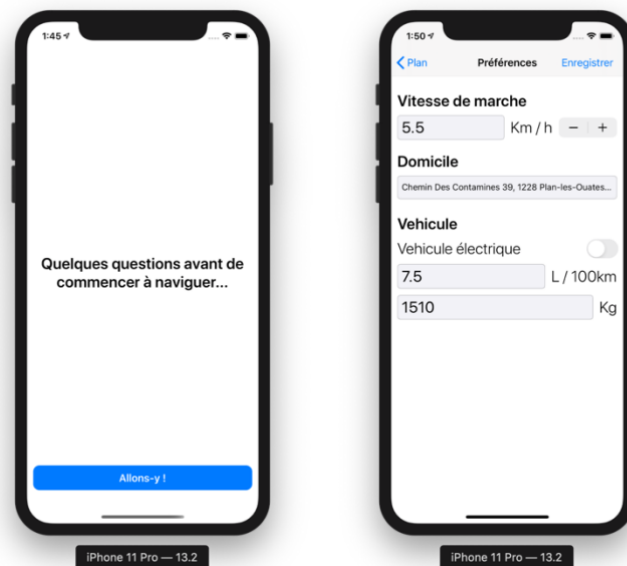 1:45
Quelques questions avant de
commencer à naviguer...
Allons-y !
iPhone 11 Pro — 13.2
1:50
Plan
Préférences
Enregistrer
Vitesse de marche
5.5
Km / h
− +
Domicile
Chemin Des Contamines 39, 1228 Plan-les-Ouates...
Vehicule
Vehicule électrique
7.5
L / 100km
1510
Kg
iPhone 11 Pro — 13.2